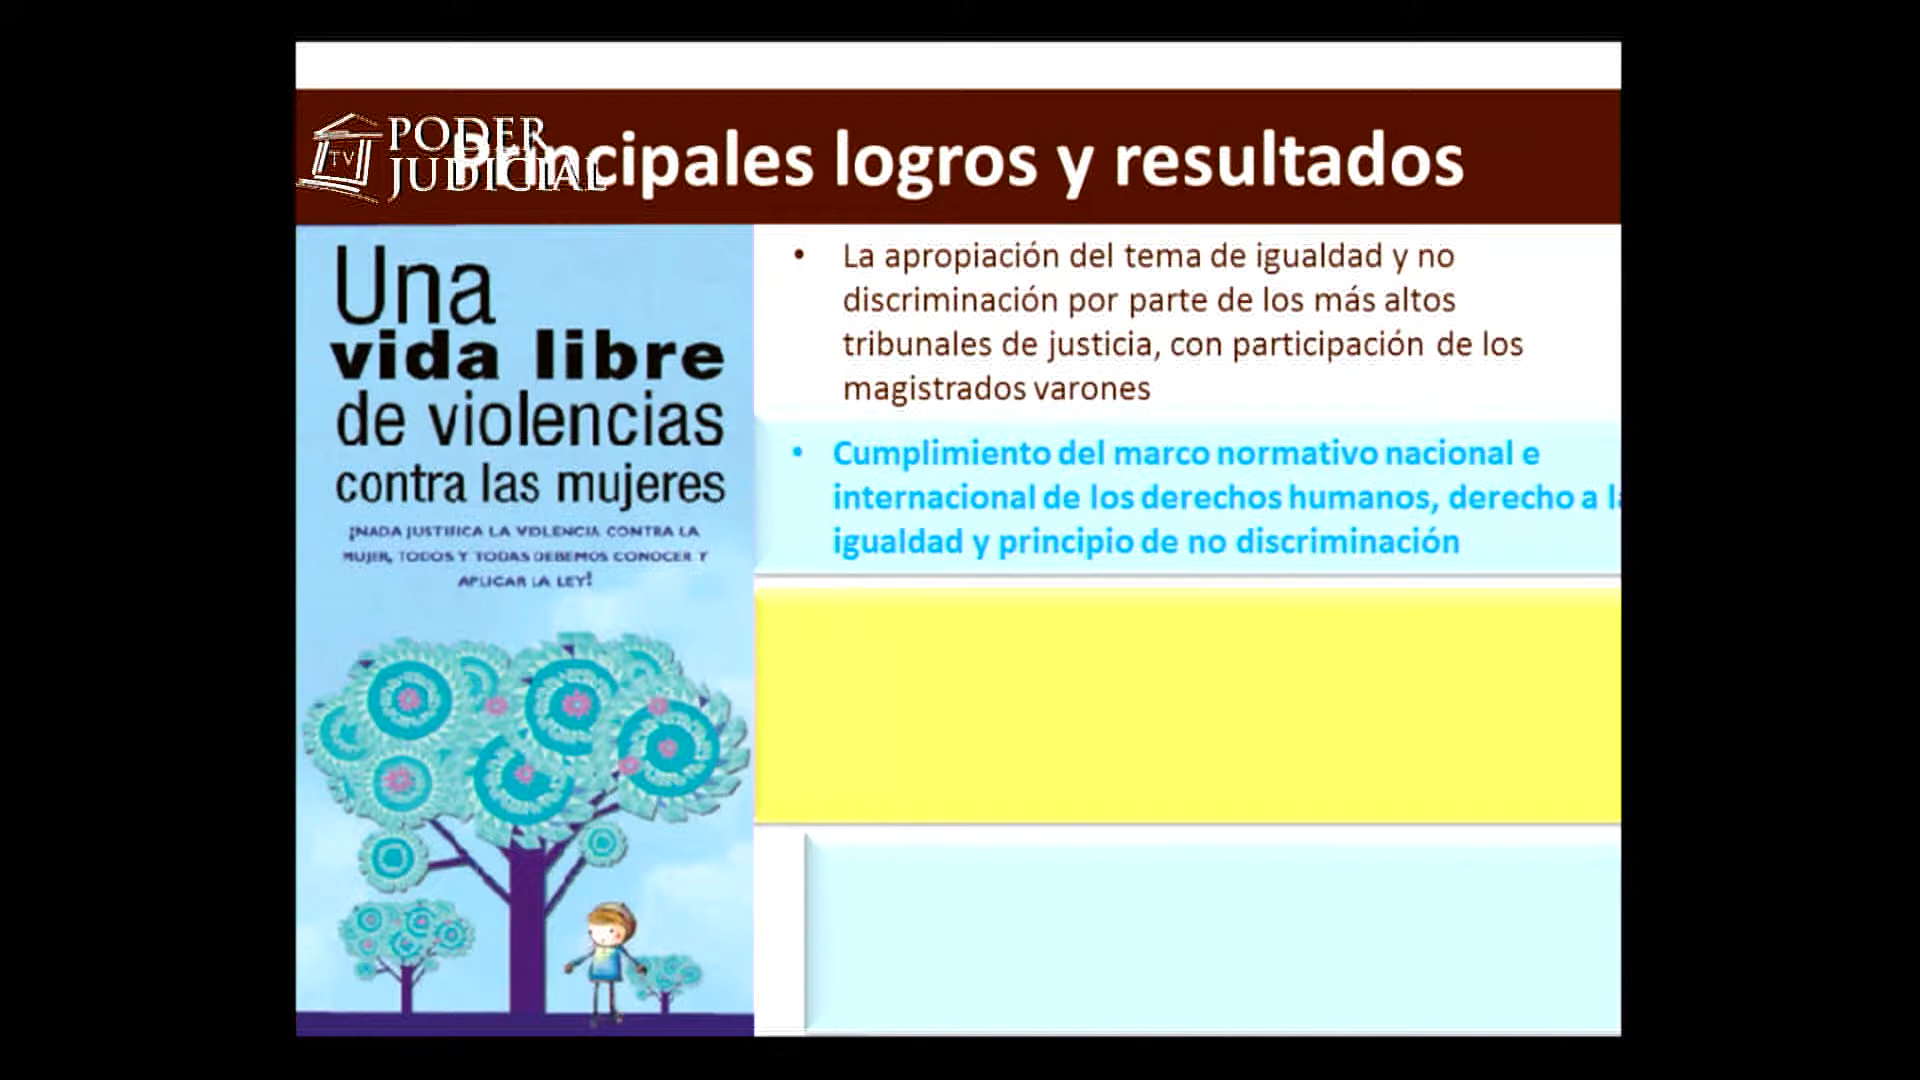 PODER
JUDICIAL
TV
Principales logros y resultados
Una
vida libre
de violencias
contra las mujeres
¡NADA JUSTIFICA LA VIOLENCIA CONTRA LA
MUJER, TODOS Y TODAS DEBEMOS CONOCER Y
APLICAR LA LEY!
• La apropiación del tema de igualdad y no
discriminación por parte de los más altos
tribunales de justicia, con participación de los
magistrados varones
• Cumplimiento del marco normativo nacional e
internacional de los derechos humanos, derecho a la
igualdad y principio de no discriminación